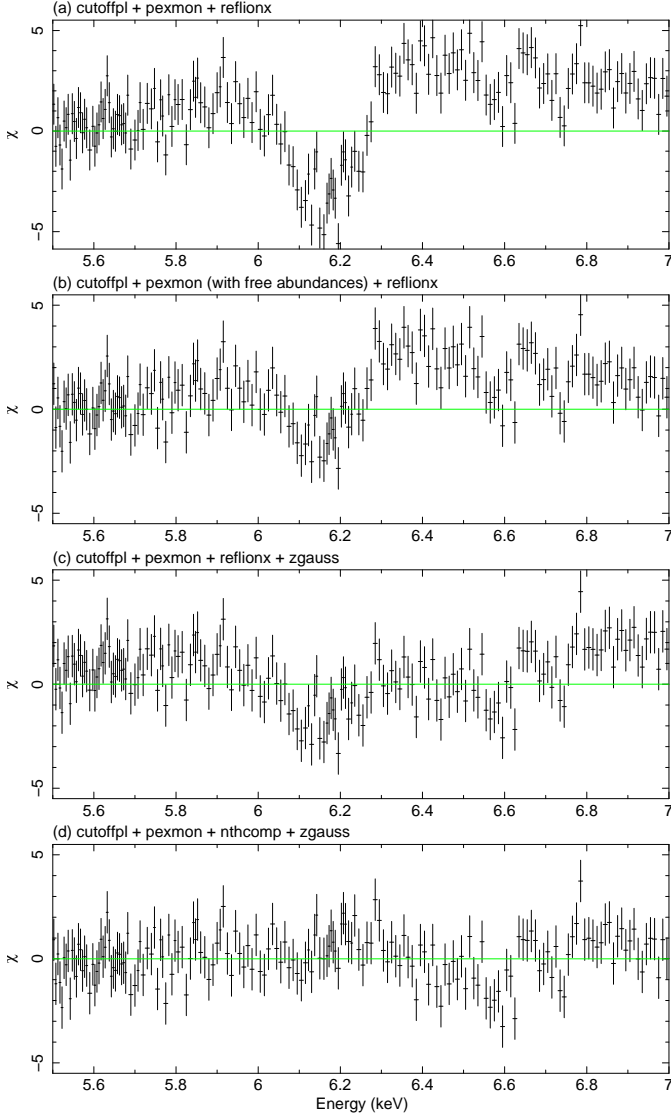 (a) cutoffpl + pexmon + reflionx
5
0
−5
χ
5.6 5.8 6 6.2 6.4 6.6 6.8 7
(b) cutoffpl + pexmon (with free abundances) + reflionx
5
0
−5
χ
5.6 5.8 6 6.2 6.4 6.6 6.8 7
(c) cutoffpl + pexmon + reflionx + zgauss
5
0
−5
χ
5.6 5.8 6 6.2 6.4 6.6 6.8 7
(d) cutoffpl + pexmon + nthcomp + zgauss
5
0
−5
χ
5.6 5.8 6 6.2 6.4 6.6 6.8 7
Energy (keV)